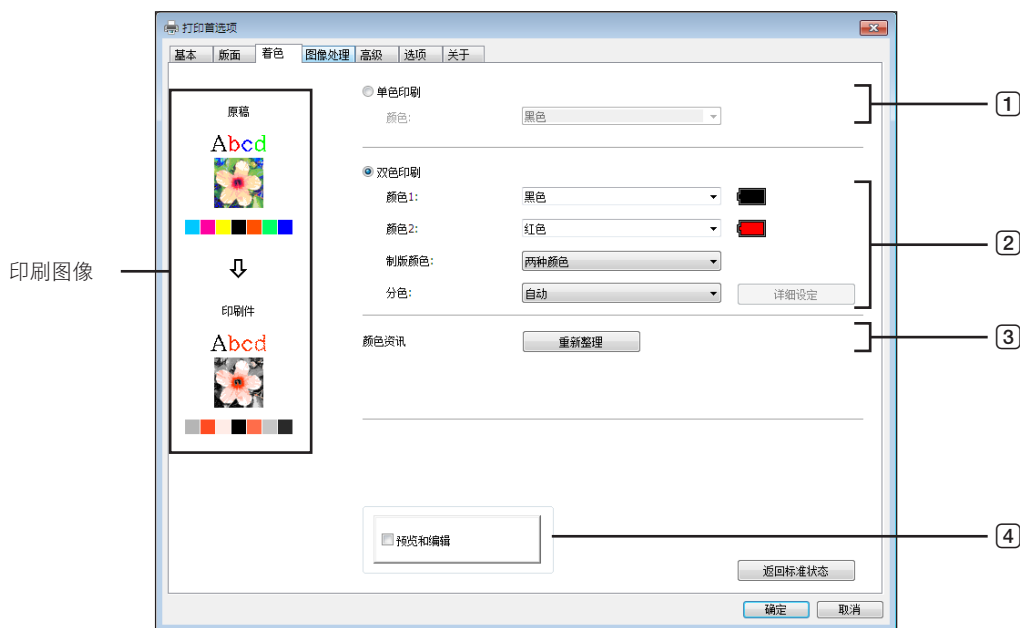 打印首选项
基本 版面 着色 图像处理 高级 选项 关于
原稿
Abcd
印刷件
Abcd
印刷图像
单色印刷
颜色: 黑色
1
双色印刷
颜色1: 黑色
颜色2: 红色
制版颜色: 两种颜色
分色: 自动 详细设定
2
颜色资讯 重新整理
3
预览和编辑
4
返回标准状态
确定 取消